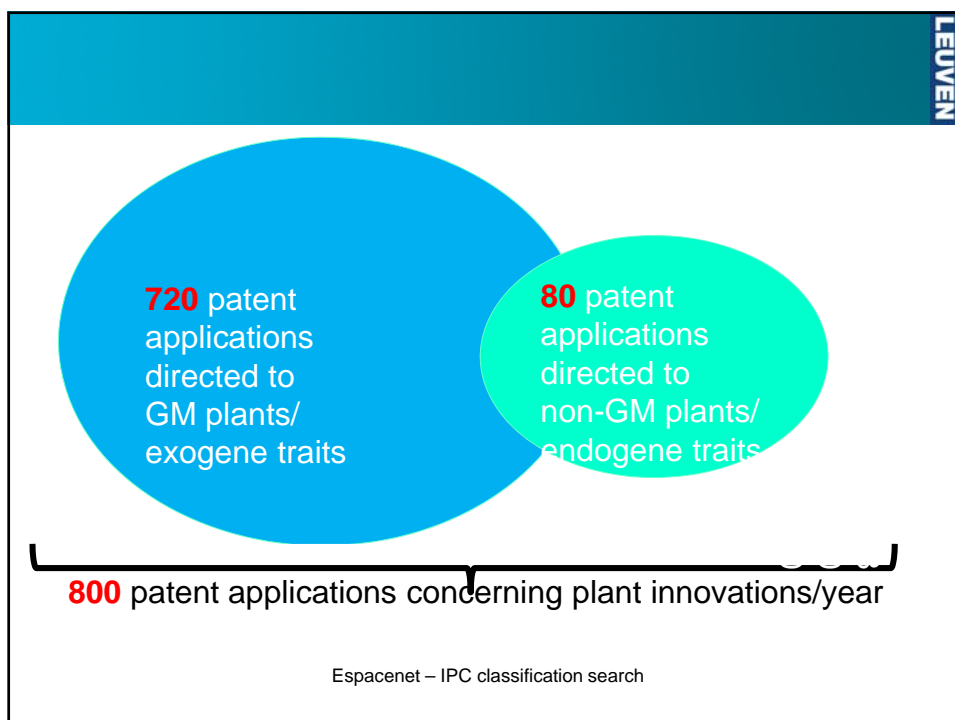 LEUVEN
720 patent
applications
directed to
GM plants/
exogene traits
80 patent
applications
directed to
non-GM plants/
endogene traits
800 patent applications concerning plant innovations/year
Espacenet – IPC classification search